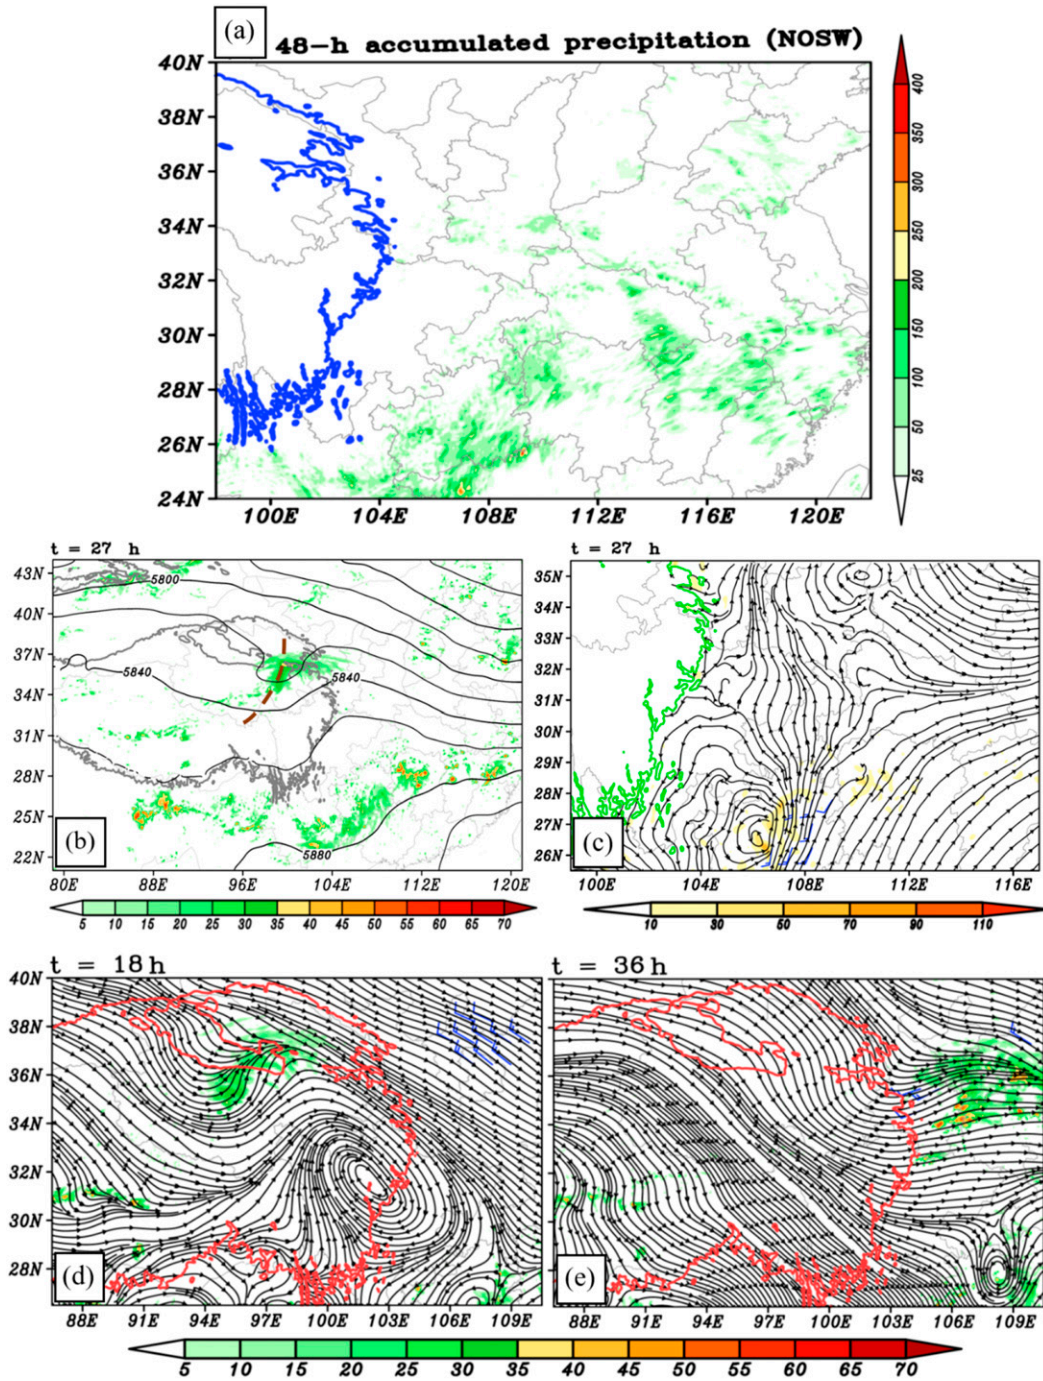 (a) 48-h accumulated precipitation (NOSW)
40N
38N
36N
34N
32N
30N
28N
26N
24N
100E 104E 108E 112E 116E 120E
400
350
300
250
200
150
100
50
25
t = 27 h
43N
40N
37N
34N
31N
28N
25N
22N
5800
5840
5840
5880
(b)
79E 88E 96E 104E 112E 120E
5 10 15 20 25 30 35 40 45 50 55 60 65 70
t = 27 h
35N
34N
33N
32N
31N
30N
29N
28N
27N
26N
(c)
100E 104E 108E 112E 116E
10 30 50 70 90 110
t = 18 h
40N
38N
36N
34N
32N
30N
28N
(d)
88E 91E 94E 97E 100E 103E 106E 109E
t = 36 h
(e)
88E 91E 94E 97E 100E 103E 106E 109E
5 10 15 20 25 30 35 40 45 50 55 60 65 70